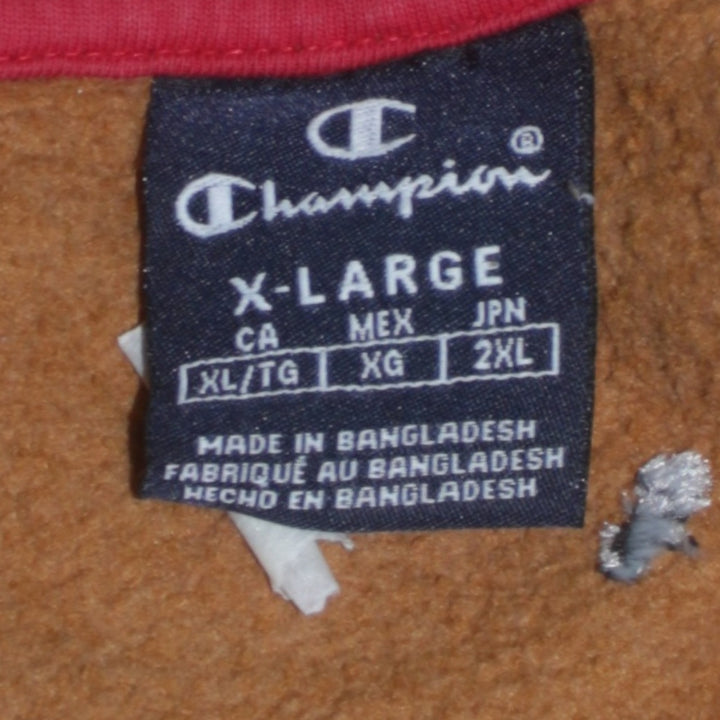 C
®
Champion
X-LARGE
CA MEX JPN
XL/TG XG 2XL
MADE IN BANGLADESH
FABRIQUÉ AU BANGLADESH
HECHO EN BANGLADESH